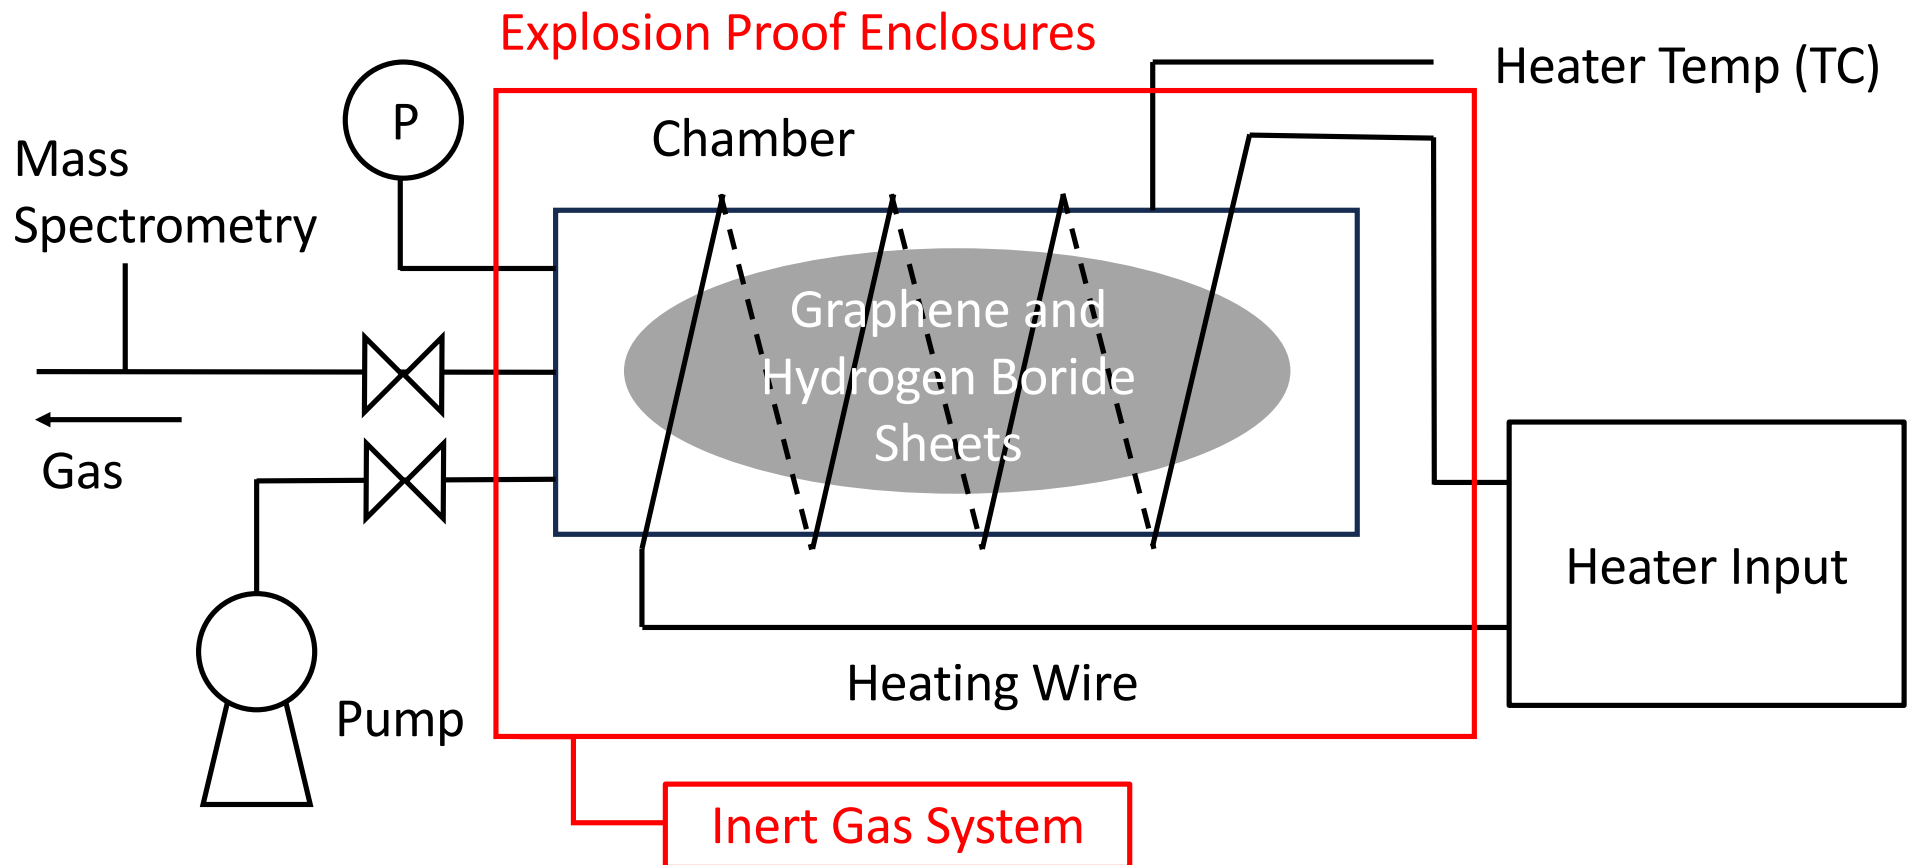 Explosion Proof Enclosures
Heater Temp (TC)
P
Chamber
Mass
Spectrometry
Graphene and
Hydrogen Boride
Sheets
Gas
Heater Input
Heating Wire
Pump
Inert Gas System